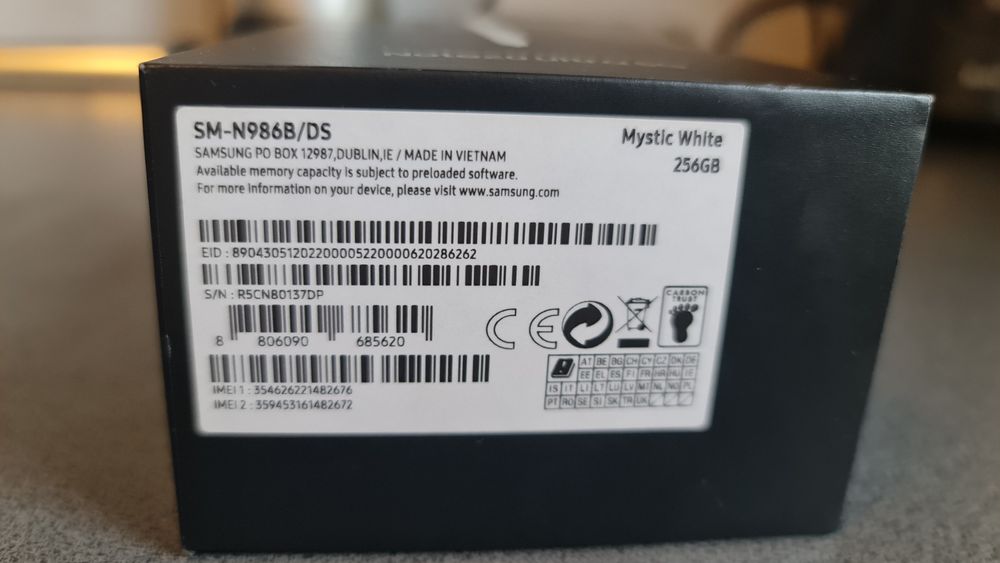 SM-N986B/DS
Mystic White
SAMSUNG PO BOX 12987,DUBLIN,IE / MADE IN VIETNAM
256GB
Available memory capacity is subject to preloaded software.
For more information on your device, please visit www.samsung.com
EID : 89043051202200005220000620286262
S/N : R5CN80137DP
8 806090 685620
CE
CARBON TRUST
IMEI 1 : 354626221482676
IMEI 2 : 359453161482672
AT BE BG CH CY CZ DK DE
EE EL ES FI FR HR HU IE
IS IT LI LT LU LV MT NL NO PL
PT RO SE SI SK TR UK